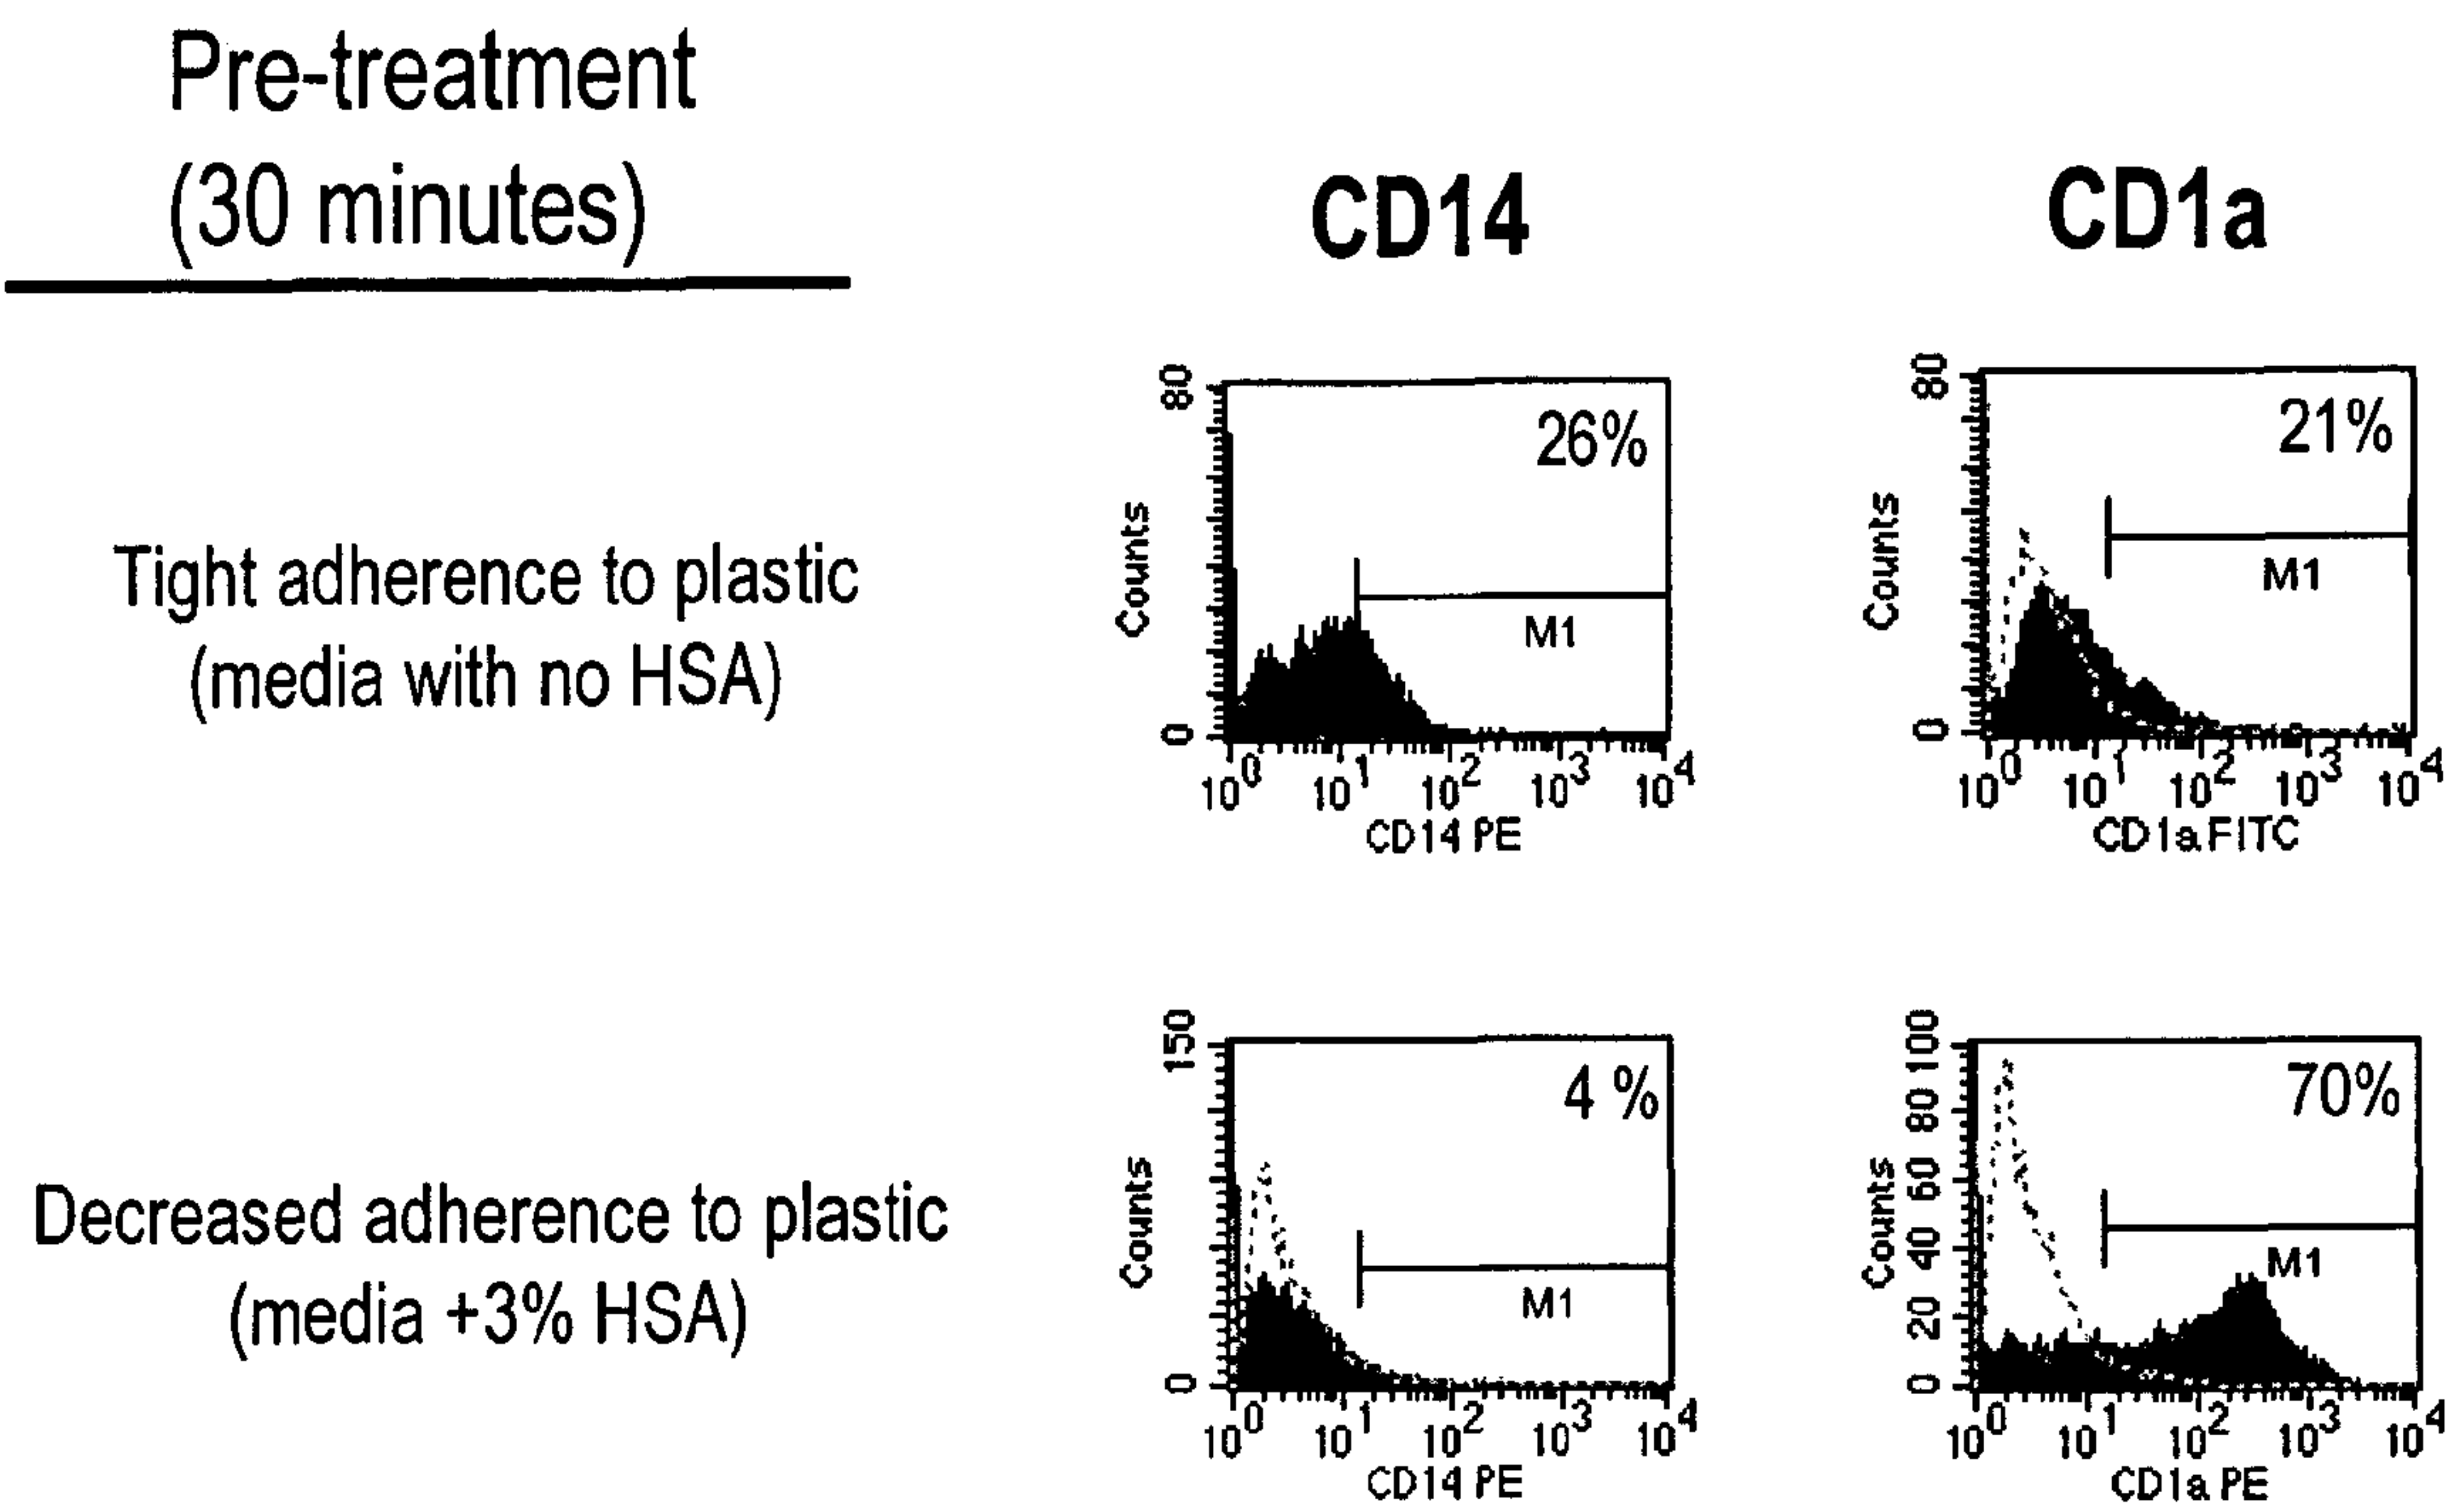 Pre-treatment
(30 minutes)
CD14
CD1a
Tight adherence to plastic
(media with no HSA)
80
Counts
0
26%
M1
10^0 10^1 10^2 10^3 10^4
CD14 PE
80
Counts
0
21%
M1
10^0 10^1 10^2 10^3 10^4
CD1a FITC
Decreased adherence to plastic
(media +3% HSA)
150
Counts
0
4 %
M1
10^0 10^1 10^2 10^3 10^4
CD14 PE
100
80
60
40
20
0
Counts
70%
M1
10^0 10^1 10^2 10^3 10^4
CD1a PE